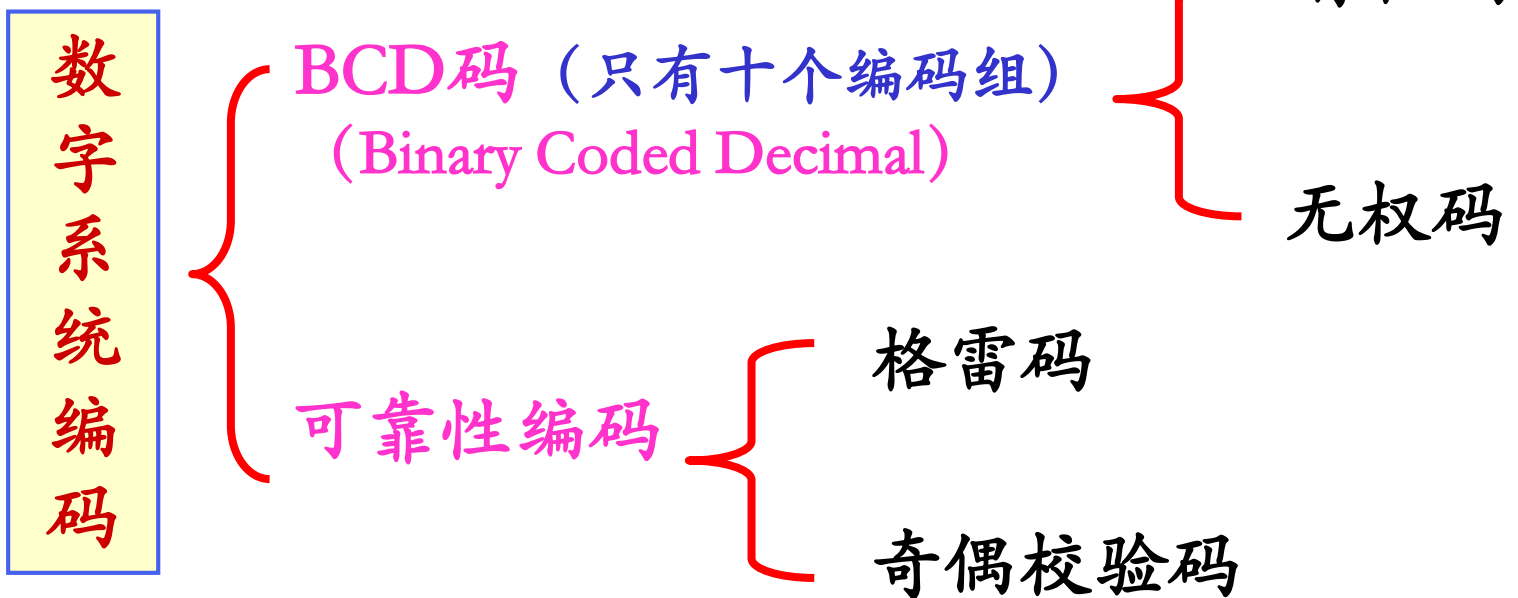 数字系统编码
BCD码（只有十个编码组）
（Binary Coded Decimal）
无权码
格雷码
可靠性编码
奇偶校验码